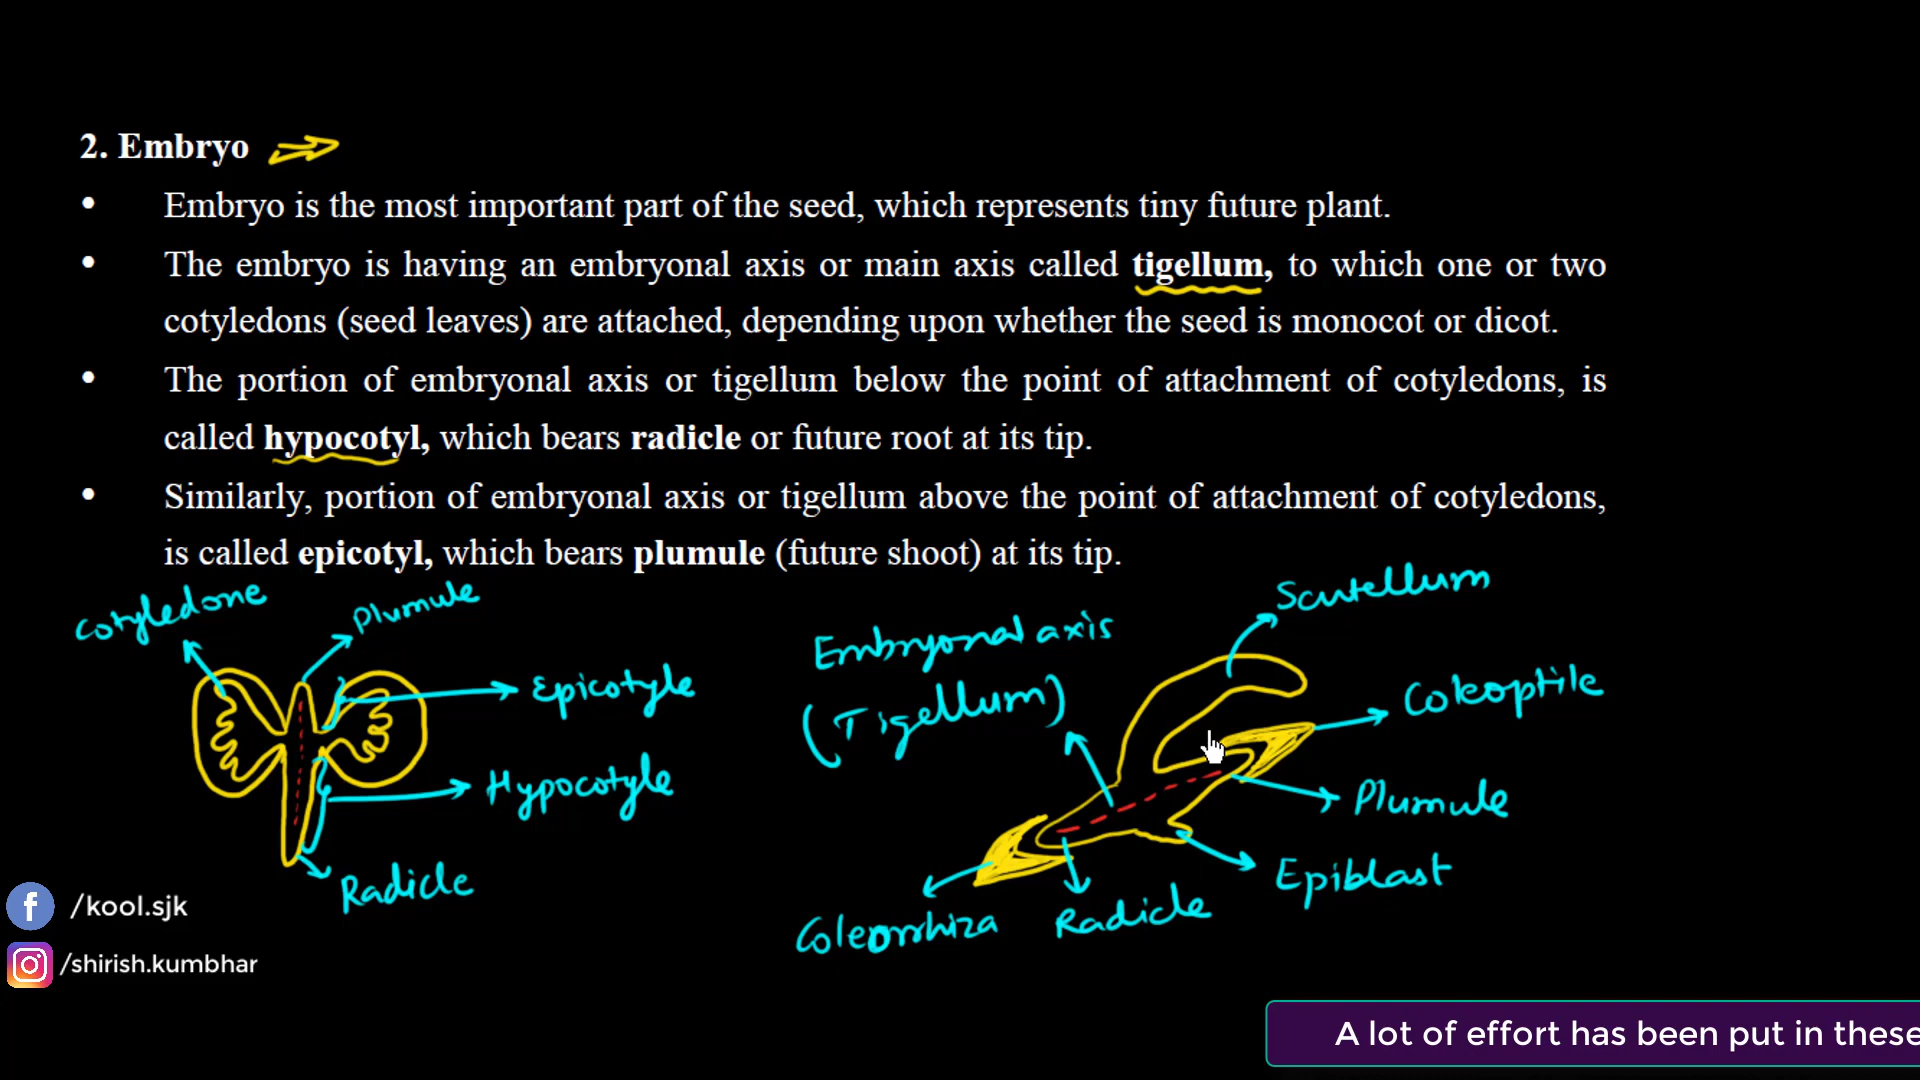 2. Embryo
• Embryo is the most important part of the seed, which represents tiny future plant.
• The embryo is having an embryonal axis or main axis called tigellum, to which one or two
cotyledons (seed leaves) are attached, depending upon whether the seed is monocot or dicot.
• The portion of embryonal axis or tigellum below the point of attachment of cotyledons, is
called hypocotyl, which bears radicle or future root at its tip.
• Similarly, portion of embryonal axis or tigellum above the point of attachment of cotyledons,
is called epicotyl, which bears plumule (future shoot) at its tip.
Cotyledone
Plumule
Epicotyle
Hypocotyle
Radicle
Embryonal axis
(Tigellum)
Scutellum
Coleoptile
Plumule
Epiblast
Radicle
Coleorrhiza
/kool.sjk
/shirish.kumbhar
A lot of effort has been put in these